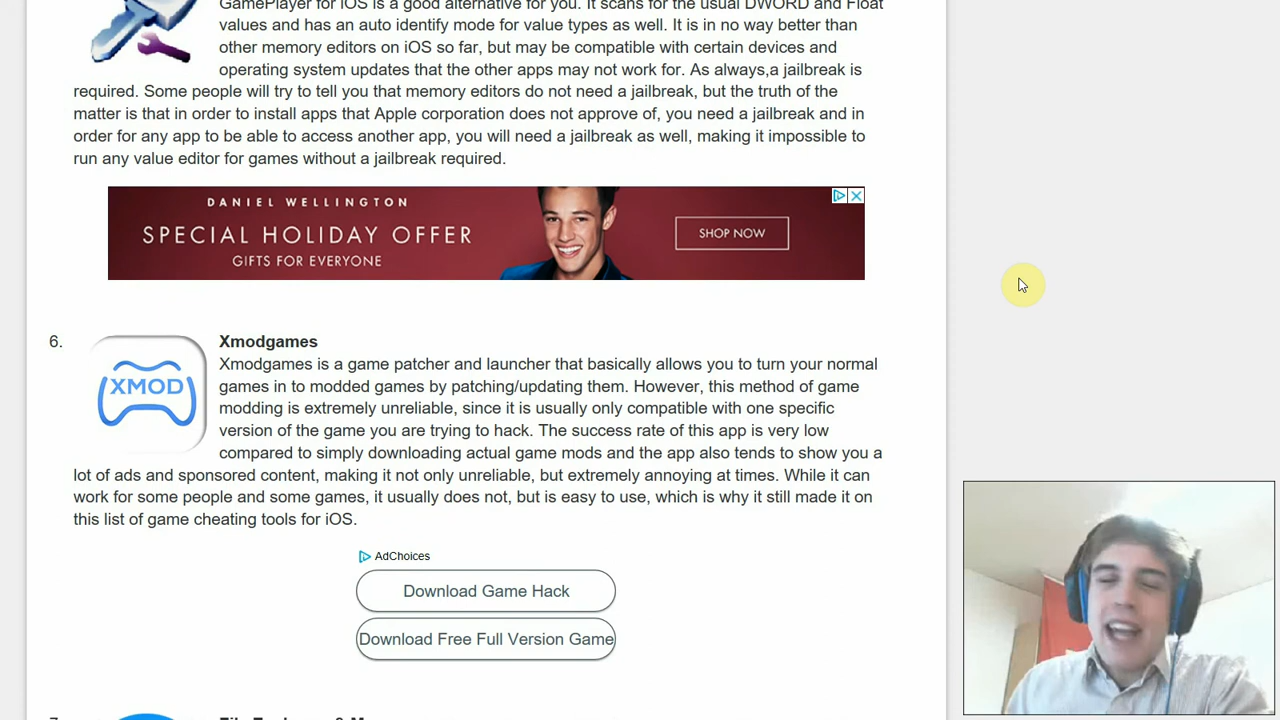 GamePlayer for iOS is a good alternative for you. It scans for the usual DWORD and Float
values and has an auto identify mode for value types as well. It is in no way better than
other memory editors on iOS so far, but may be compatible with certain devices and
operating system updates that the other apps may not work for. As always,a jailbreak is
required. Some people will try to tell you that memory editors do not need a jailbreak, but the truth of the
matter is that in order to install apps that Apple corporation does not approve of, you need a jailbreak and in
order for any app to be able to access another app, you will need a jailbreak as well, making it impossible to
run any value editor for games without a jailbreak required.
DANIEL WELLINGTON
SPECIAL HOLIDAY OFFER
GIFTS FOR EVERYONE
SHOP NOW
6.
Xmodgames
XMOD
Xmodgames is a game patcher and launcher that basically allows you to turn your normal
games in to modded games by patching/updating them. However, this method of game
modding is extremely unreliable, since it is usually only compatible with one specific
version of the game you are trying to hack. The success rate of this app is very low
compared to simply downloading actual game mods and the app also tends to show you a
lot of ads and sponsored content, making it not only unreliable, but extremely annoying at times. While it can
work for some people and some games, it usually does not, but is easy to use, which is why it still made it on
this list of game cheating tools for iOS.
AdChoices
Download Game Hack
Download Free Full Version Game